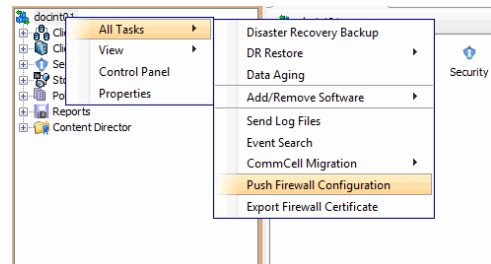 docint01
All Tasks
View
Control Panel
Properties
Reports
Content Director
Disaster Recovery Backup
DR Restore
Data Aging
Add/Remove Software
Send Log Files
Event Search
CommCell Migration
Push Firewall Configuration
Export Firewall Certificate
Security